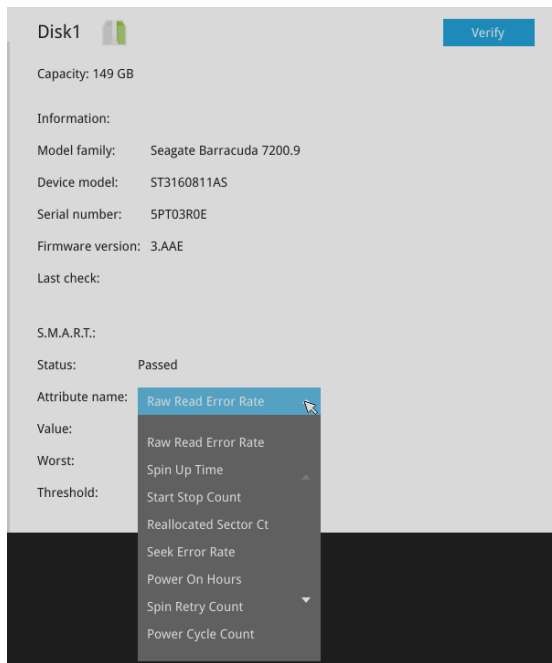 Disk1
Verify
Capacity: 149 GB
Information:
Model family: Seagate Barracuda 7200.9
Device model: ST3160811AS
Serial number: 5PT03R0E
Firmware version: 3.AAE
Last check:
S.M.A.R.T.:
Status: Passed
Attribute name: Raw Read Error Rate
Value:
Worst:
Threshold:
Raw Read Error Rate
Spin Up Time
Start Stop Count
Reallocated Sector Ct
Seek Error Rate
Power On Hours
Spin Retry Count
Power Cycle Count